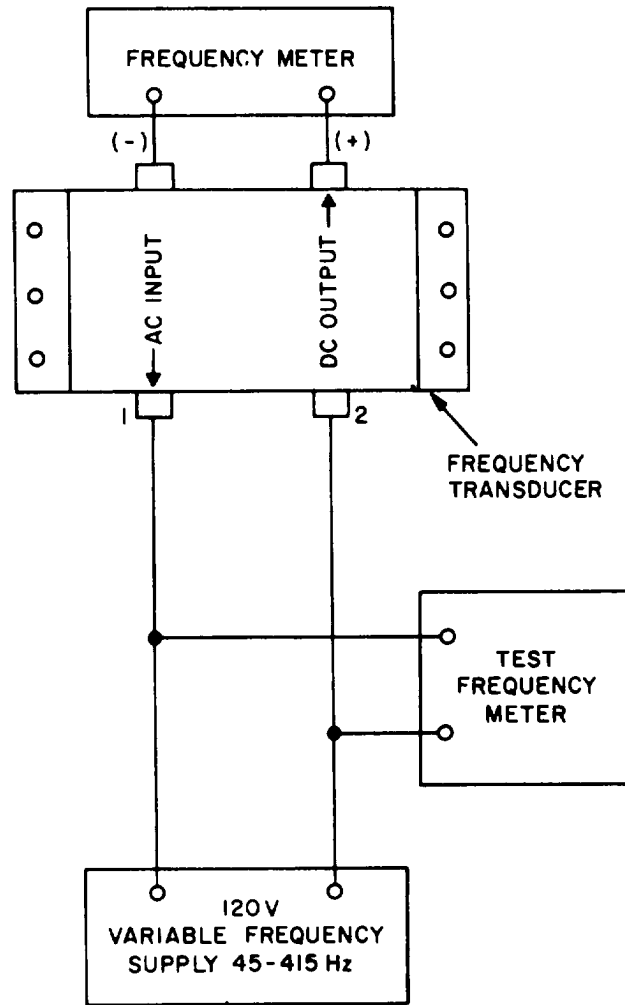 FREQUENCY METER
(-)
(+)
AC INPUT
DC OUTPUT
1
2
FREQUENCY
TRANSDUCER
TEST
FREQUENCY
METER
120V
VARIABLE FREQUENCY
SUPPLY 45-415 Hz